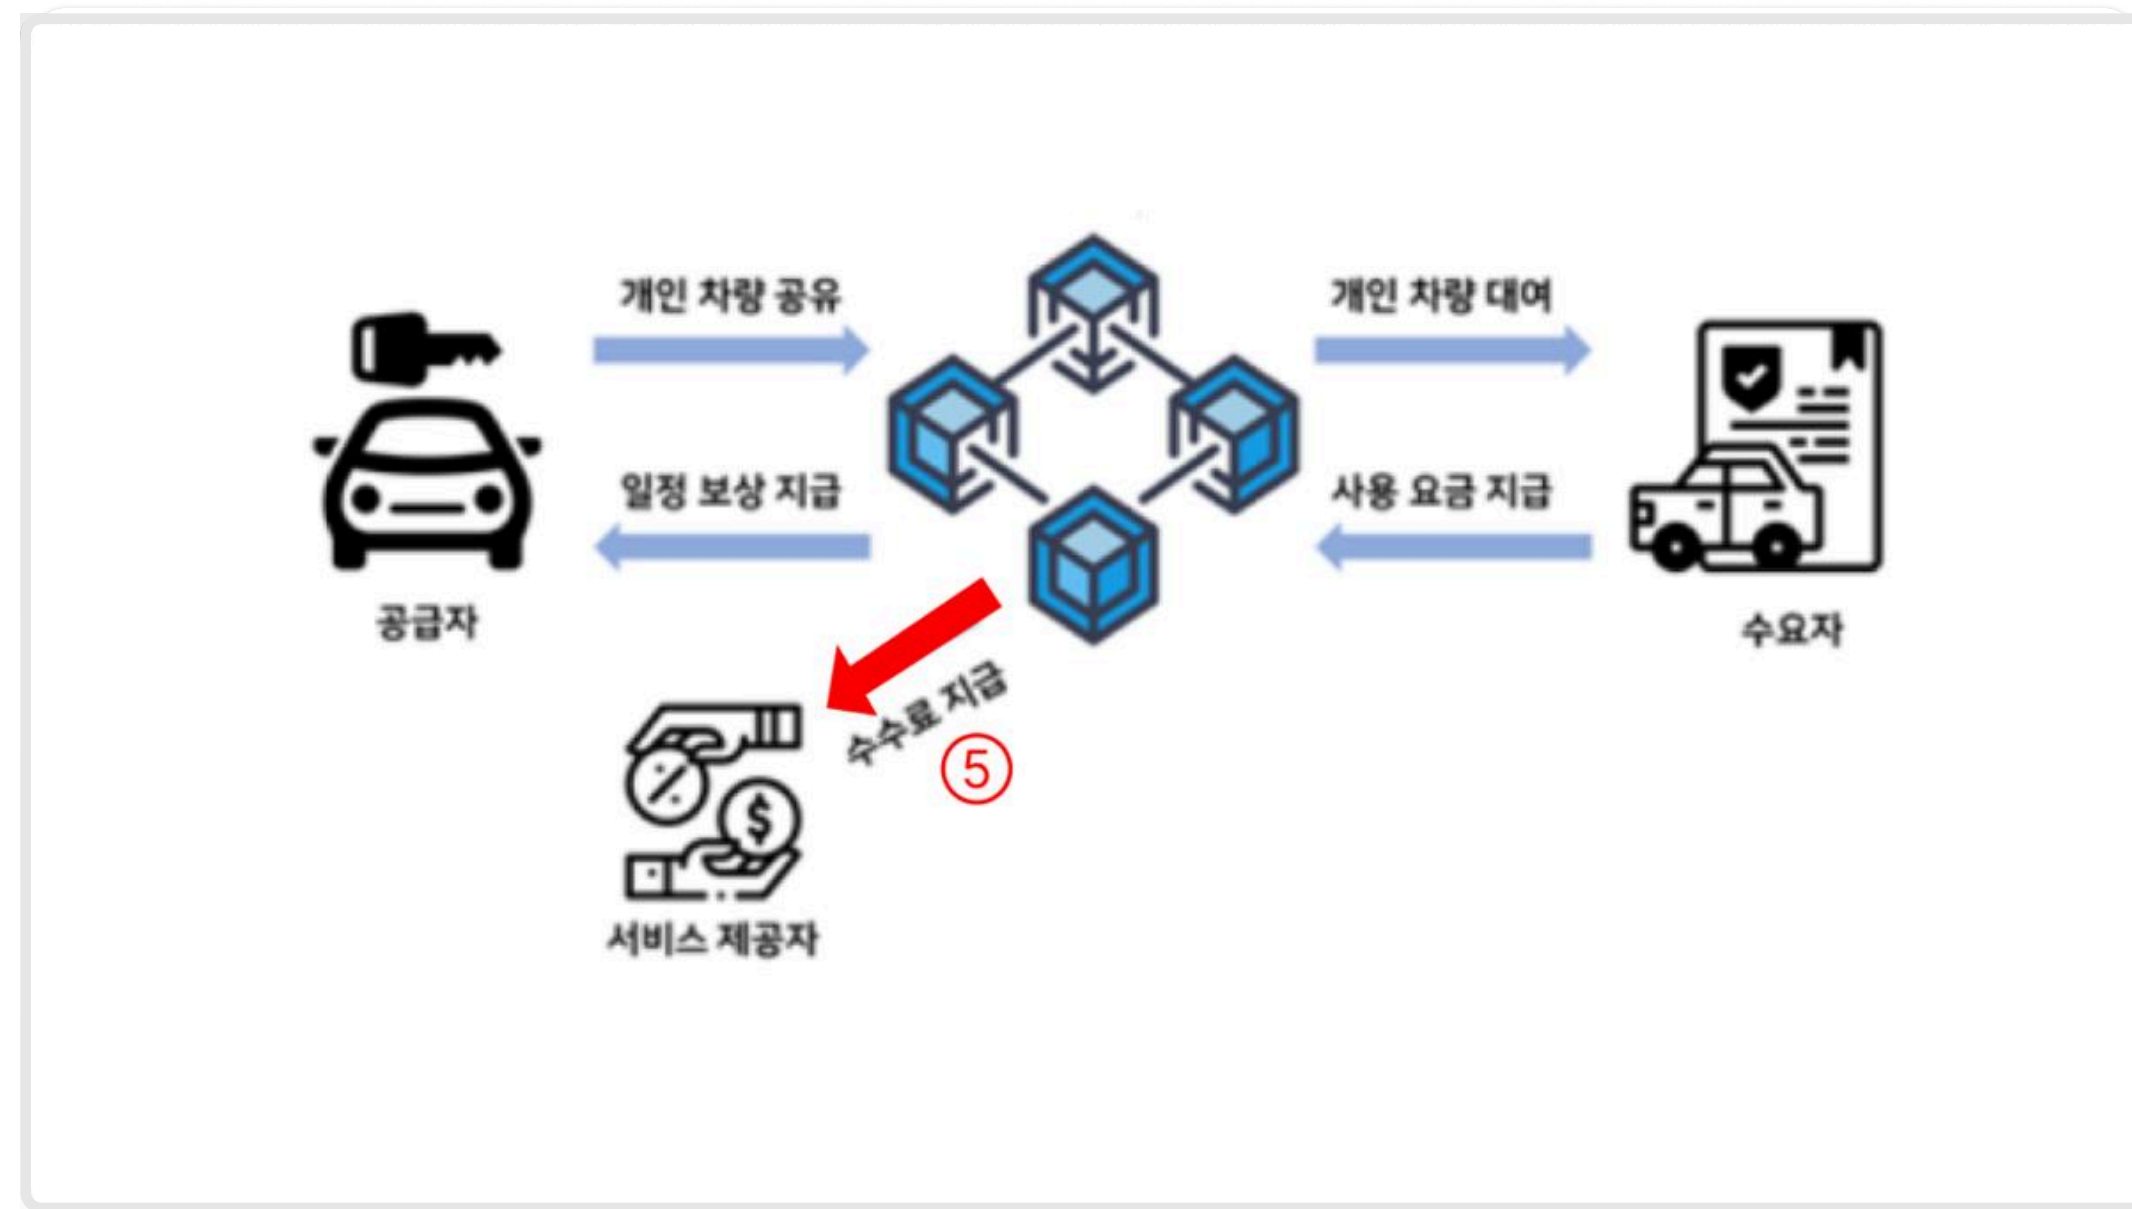 개인 차량 공유
개인 차량 대여
일정 보상 지급
사용 요금 지급
공급자
수요자
수수료 지급
⑤
서비스 제공자